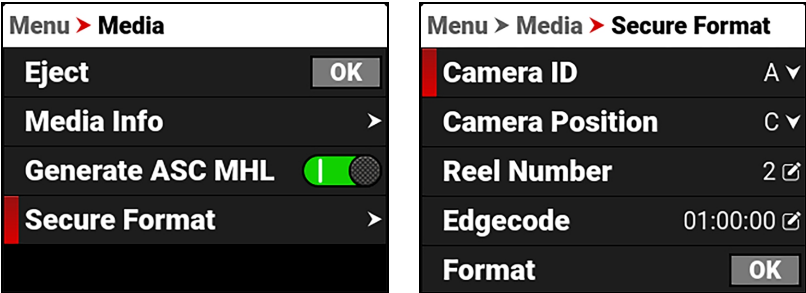 Menu > Media
Eject OK
Media Info >
Generate ASC MHL
Secure Format >
Menu > Media > Secure Format
Camera ID A
Camera Position C
Reel Number 2
Edgecode 01:00:00
Format OK